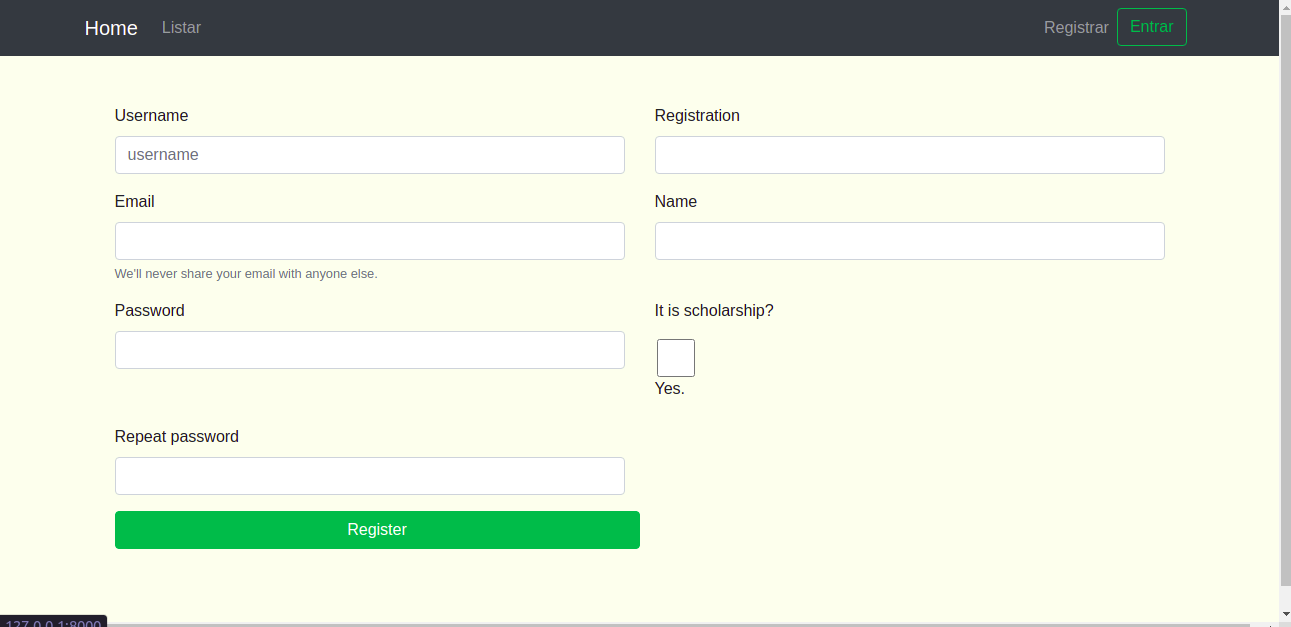 Home Listar Registrar Entrar
Username Registration
username
Email Name
We'll never share your email with anyone else.
Password It is scholarship?
Yes.
Repeat password
Register
127.0.0.1:8000